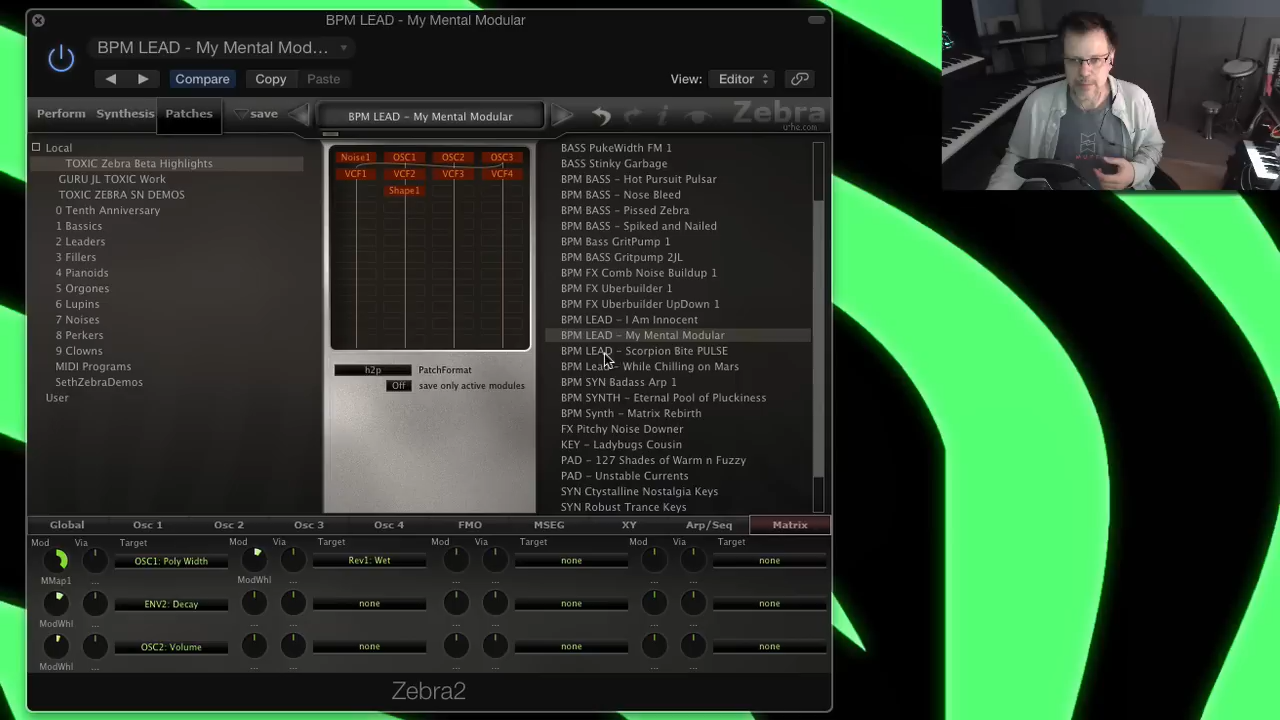 BPM LEAD - My Mental Modular
BPM LEAD - My Mental Mod...
Compare
Copy
Paste
View:
Editor
Perform
Synthesis
Patches
save
BPM LEAD - My Mental Modular
Zebra
u-he.com
Local
TOXIC Zebra Beta Highlights
GURU JL TOXIC Work
TOXIC ZEBRA SN DEMOS
0 Tenth Anniversary
1 Bassics
2 Leaders
3 Fillers
4 Pianoids
5 Orgones
6 Lupins
7 Noises
8 Perkers
9 Clowns
MIDI Programs
SethZebraDemos
User
Noise1 OSC1 OSC2 OSC3
VCF1 VCF2 VCF3 VCF4
Shape1
h2p PatchFormat
Off save only active modules
BASS PukeWidth FM 1
BASS Stinky Garbage
BPM BASS - Hot Pursuit Pulsar
BPM BASS - Nose Bleed
BPM BASS - Pissed Zebra
BPM BASS - Spiked and Nailed
BPM Bass GritPump 1
BPM BASS Gritpump 2JL
BPM FX Comb Noise Buildup 1
BPM FX Uberbuilder 1
BPM FX Uberbuilder UpDown 1
BPM LEAD - I Am Innocent
BPM LEAD - My Mental Modular
BPM LEAD - Scorpion Bite PULSE
BPM Lead - While Chilling on Mars
BPM SYN Badass Arp 1
BPM SYNTH - Eternal Pool of Pluckiness
BPM Synth - Matrix Rebirth
FX Pitchy Noise Downer
KEY - Ladybugs Cousin
PAD - 127 Shades of Warm n Fuzzy
PAD - Unstable Currents
SYN Ctystalline Nostalgia Keys
SYN Robust Trance Keys
Global Osc 1 Osc 2 Osc 3 Osc 4 FMO MSEG XY Arp/Seq Matrix
Mod Via Target Mod Via Target Mod Via Target Mod Via Target
OSC1: Poly Width Rev1: Wet none none
MMap1 ... ModWhl ... ... ... ... ...
ENV2: Decay none none none
ModWhl ... ... ... ... ... ... ...
OSC2: Volume none none none
ModWhl ... ... ... ... ... ... ...
Zebra2